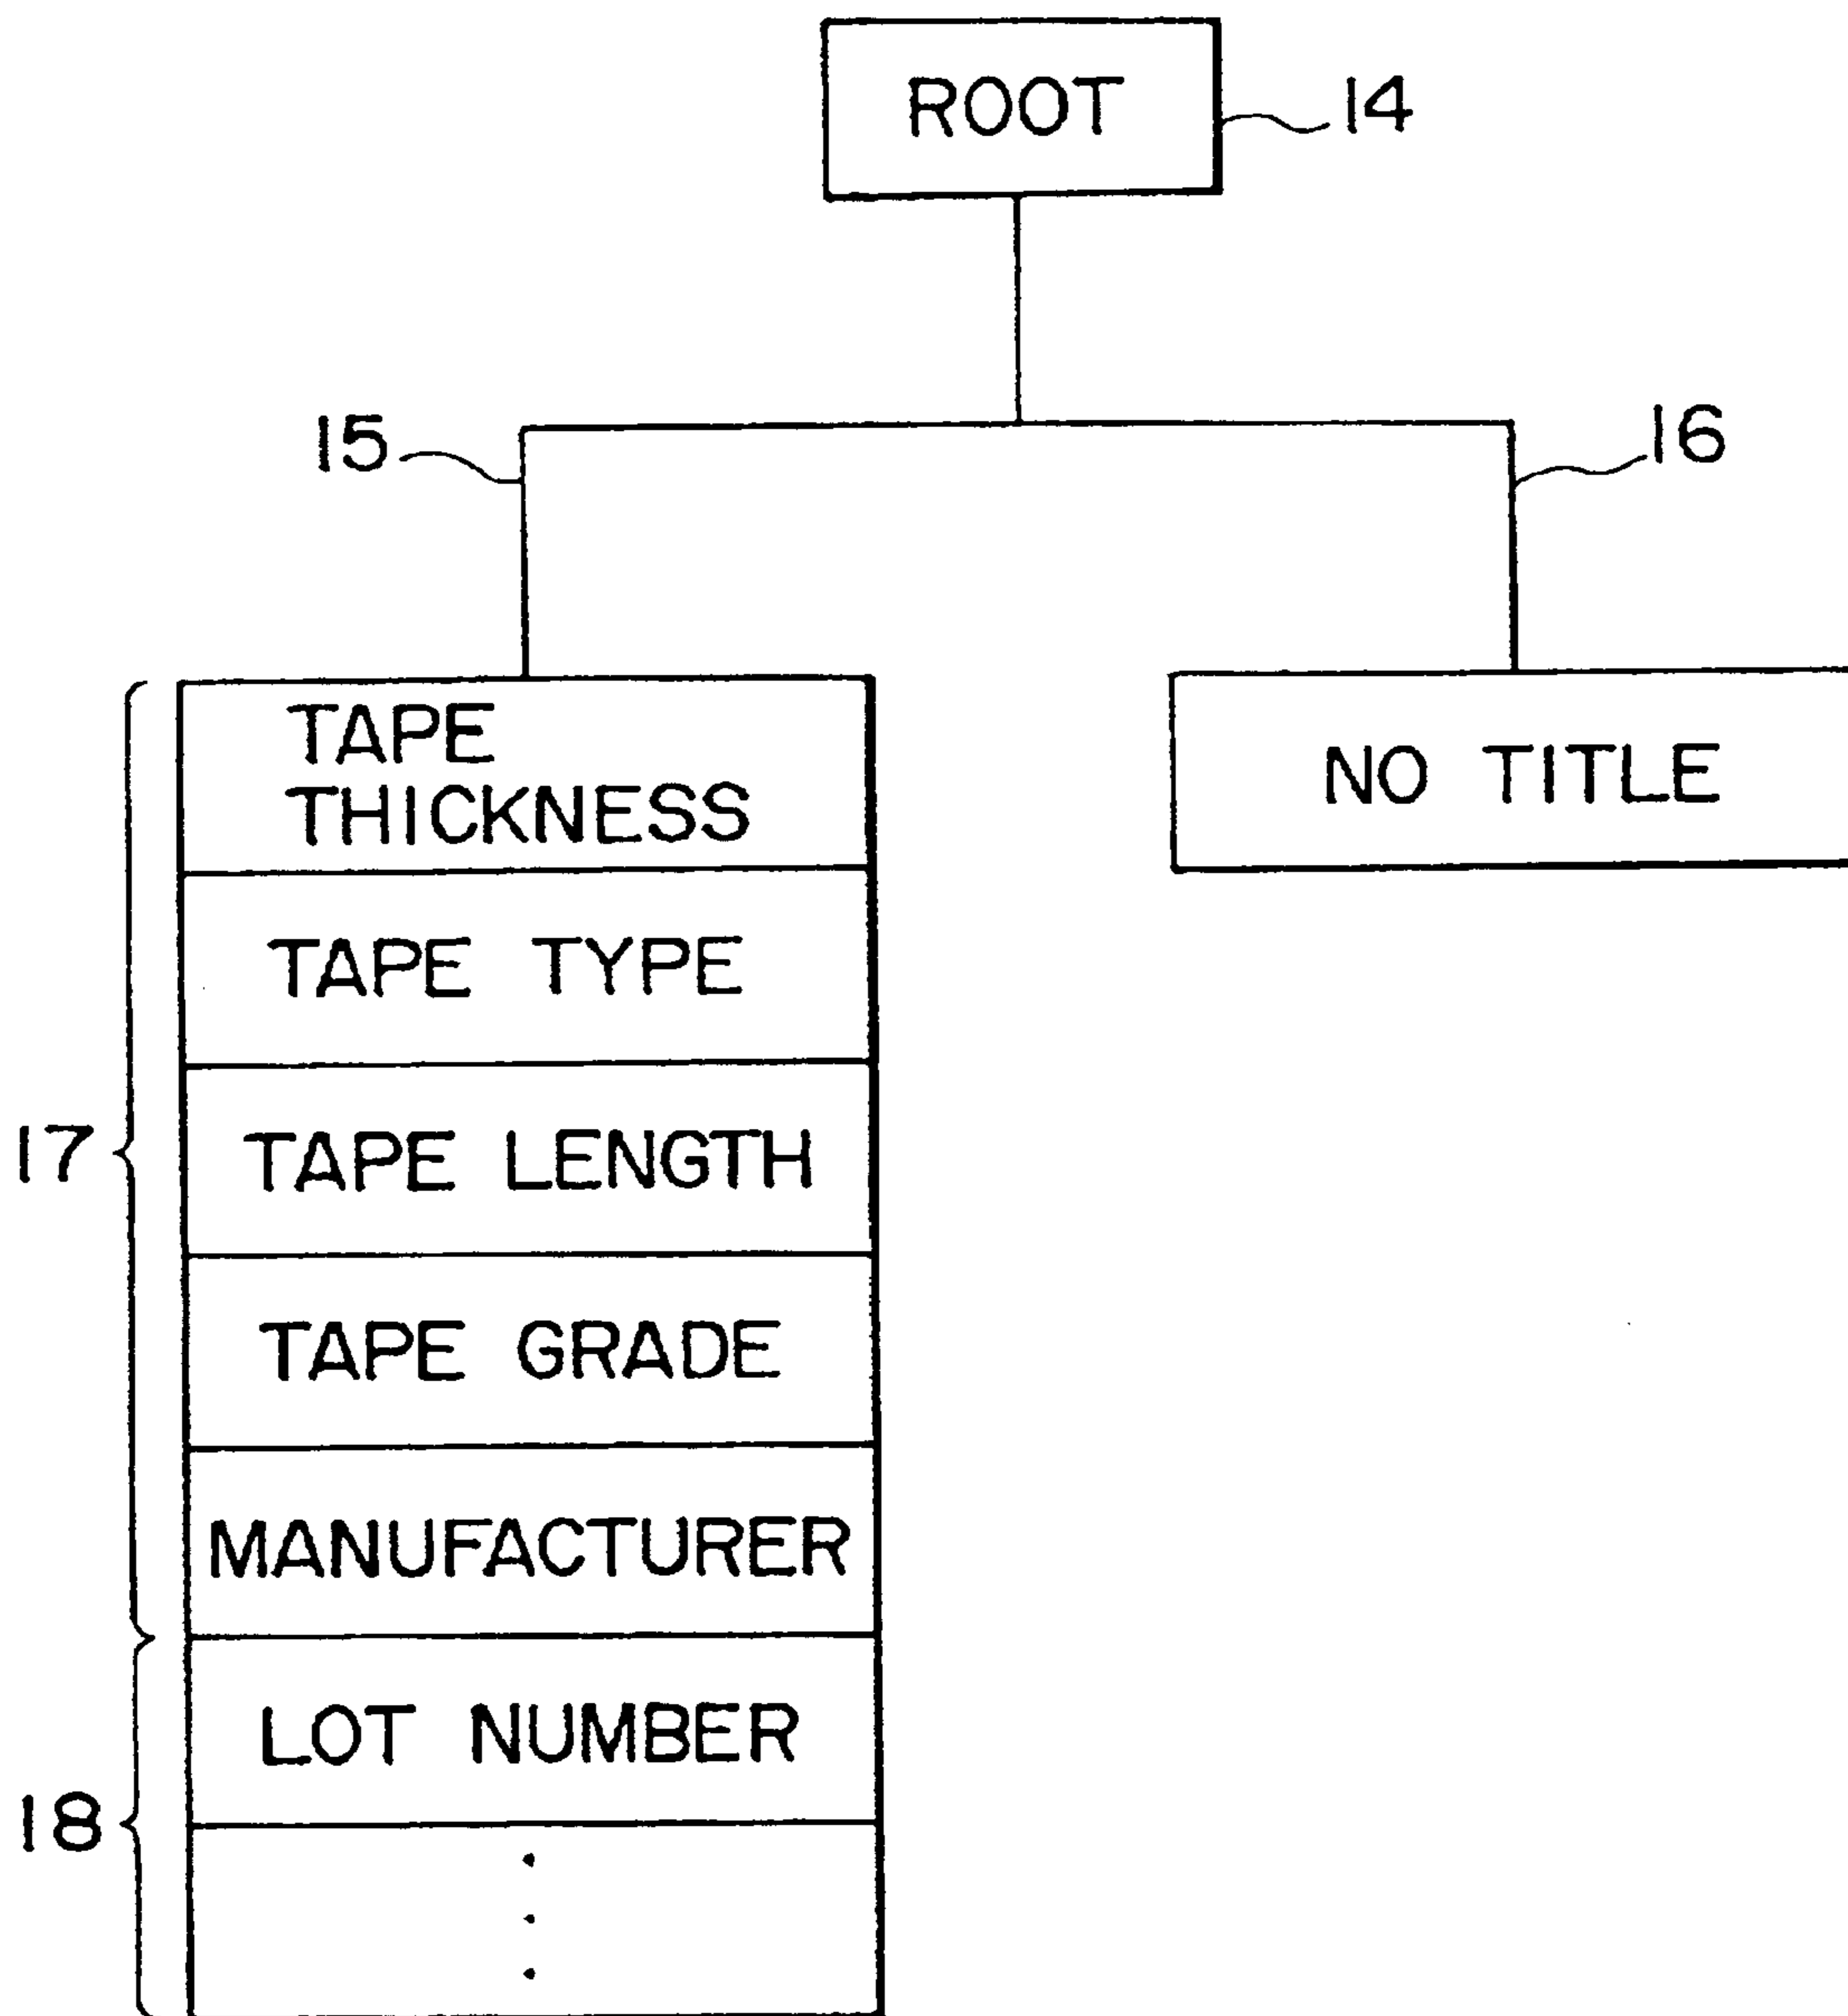 ROOT
14
15
16
TAPE
THICKNESS
NO TITLE
TAPE TYPE
17
TAPE LENGTH
TAPE GRADE
MANUFACTURER
LOT NUMBER
18